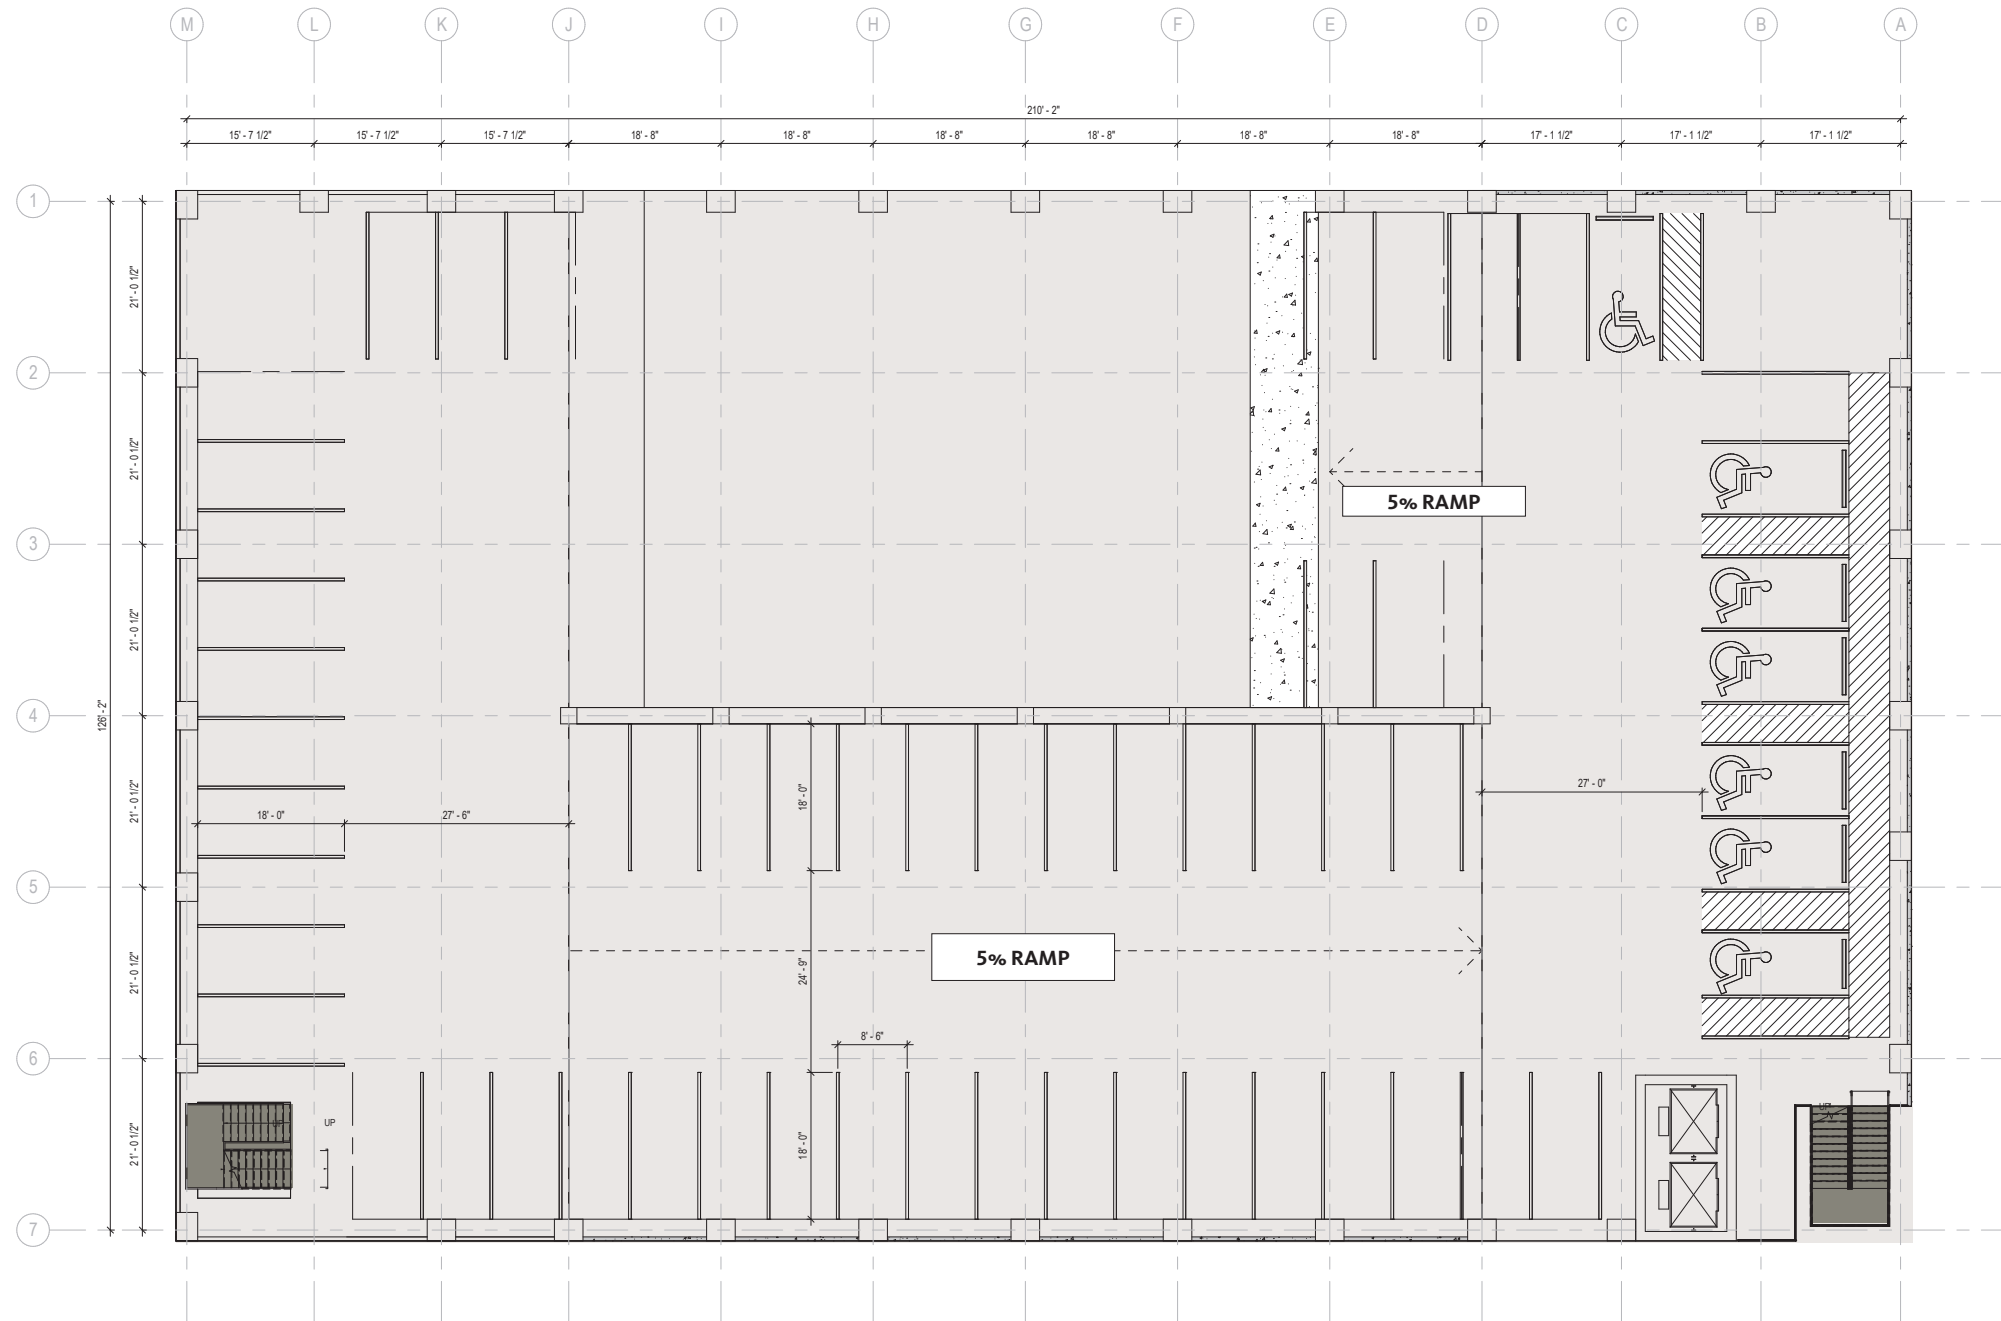 M L K J I H G F E D C B A
210' - 2"
15' - 7 1/2" 15' - 7 1/2" 15' - 7 1/2" 18' - 8" 18' - 8" 18' - 8" 18' - 8" 18' - 8" 18' - 8" 17' - 1 1/2" 17' - 1 1/2" 17' - 1 1/2"
1
21' - 0 1/2"
2
21' - 0 1/2"
5% RAMP
3
21' - 0 1/2"
4
126' - 2"
21' - 0 1/2"
18' - 0"
27' - 0"
18' - 0"
27' - 6"
5
21' - 0 1/2"
5% RAMP
24' - 9"
8' - 6"
6
UP
UP
UP
21' - 0 1/2"
18' - 0"
7